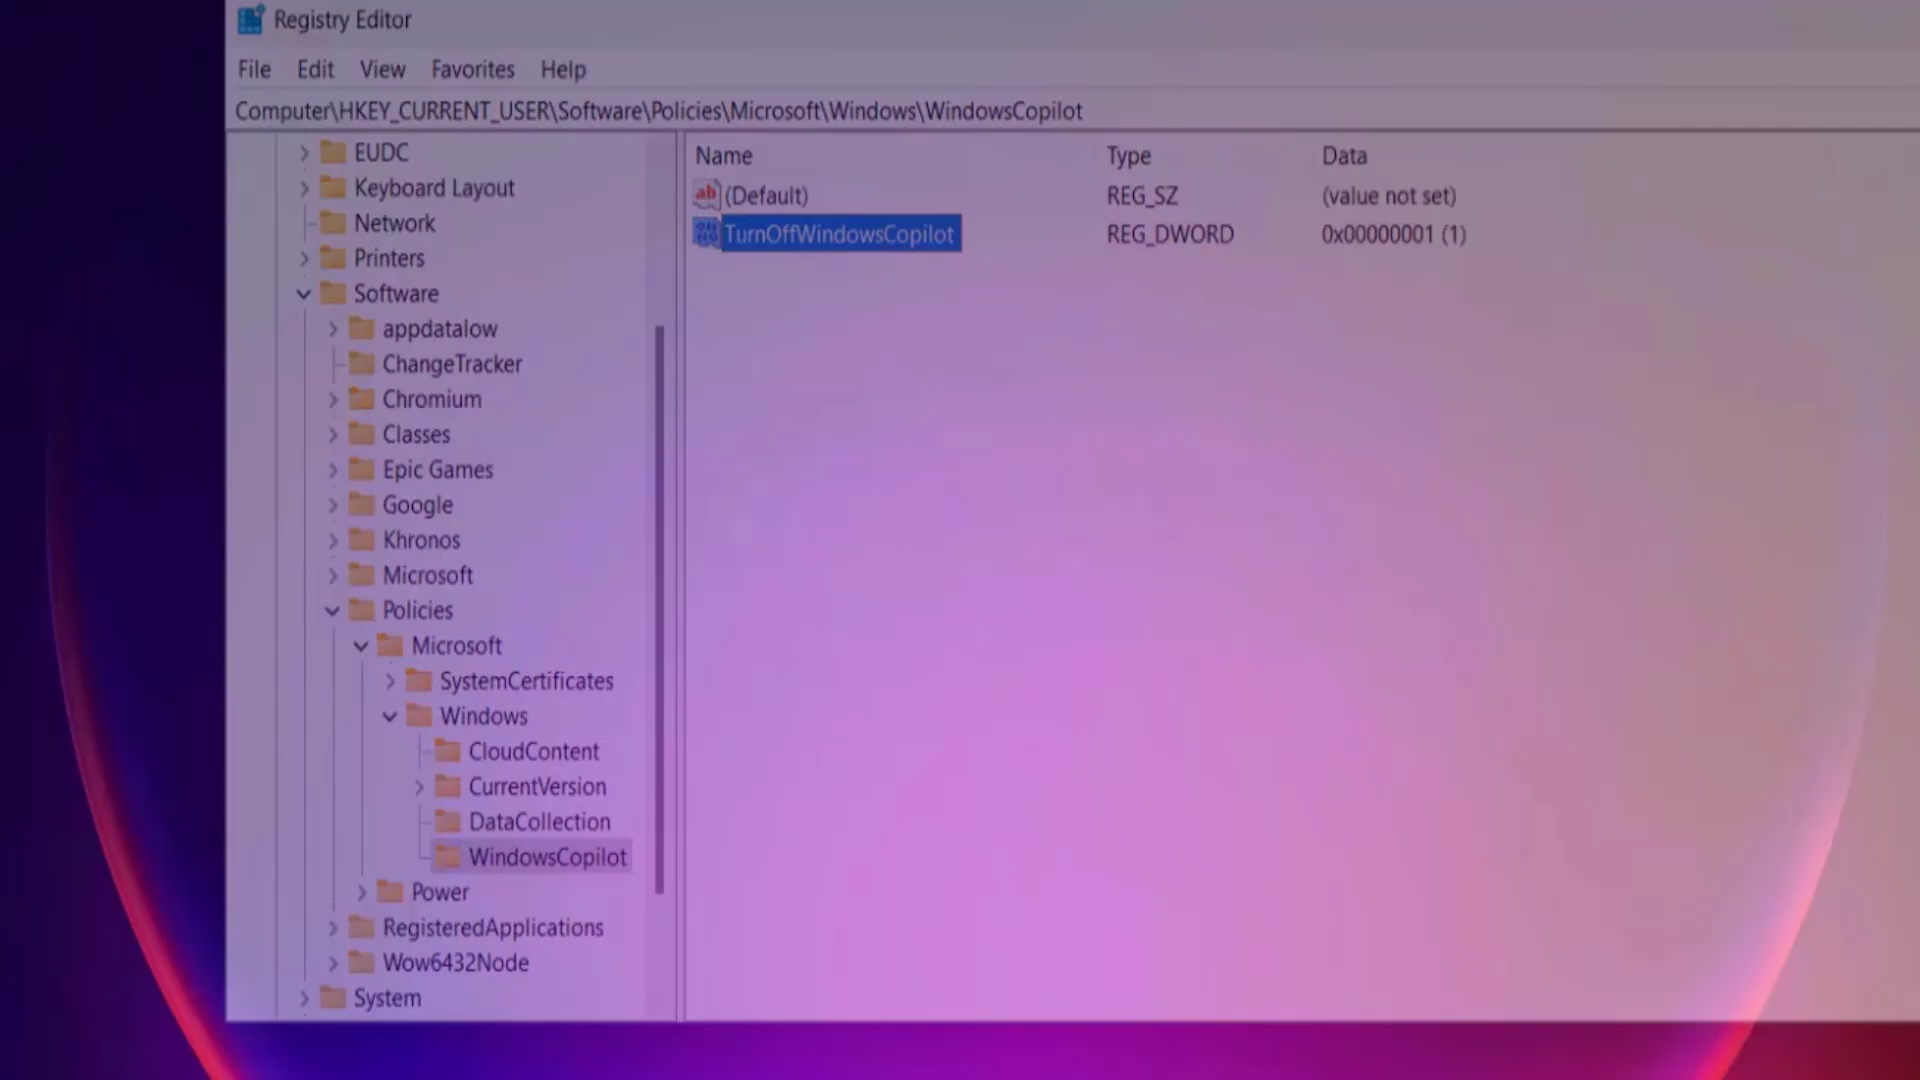 Registry Editor
File Edit View Favorites Help
Computer\HKEY_CURRENT_USER\Software\Policies\Microsoft\Windows\WindowsCopilot
EUDC
Keyboard Layout
Network
Printers
Software
appdatalow
ChangeTracker
Chromium
Classes
Epic Games
Google
Khronos
Microsoft
Policies
Microsoft
SystemCertificates
Windows
CloudContent
CurrentVersion
DataCollection
WindowsCopilot
Power
RegisteredApplications
Wow6432Node
System
Name Type Data
ab (Default) REG_SZ (value not set)
TurnOffWindowsCopilot REG_DWORD 0x00000001 (1)